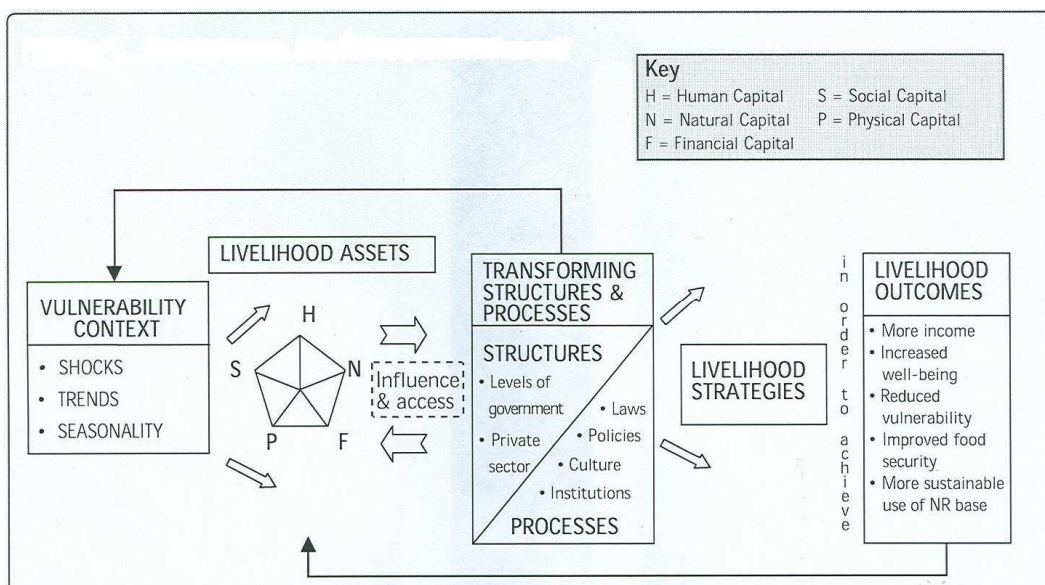 Key
H = Human Capital
S = Social Capital
N = Natural Capital
P = Physical Capital
F = Financial Capital
LIVELIHOOD ASSETS
VULNERABILITY
CONTEXT
• SHOCKS
• TRENDS
• SEASONALITY
H
S
N
P
F
Influence
& access
TRANSFORMING
STRUCTURES &
PROCESSES
STRUCTURES
• Levels of
government
• Private
sector
• Laws
• Policies
• Culture
• Institutions
PROCESSES
LIVELIHOOD
STRATEGIES
in order to achieve
LIVELIHOOD
OUTCOMES
• More income
• Increased
well-being
• Reduced
vulnerability
• Improved food
security
• More sustainable
use of NR base